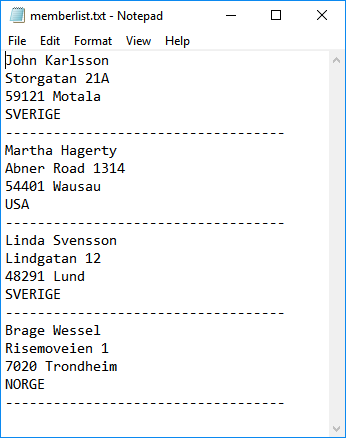 memberlist.txt - Notepad
File Edit Format View Help
John Karlsson
Storgatan 21A
59121 Motala
SVERIGE
-----------------------------------
Martha Hagerty
Abner Road 1314
54401 Wausau
USA
-----------------------------------
Linda Svensson
Lindgatan 12
48291 Lund
SVERIGE
-----------------------------------
Brage Wessel
Risemoveien 1
7020 Trondheim
NORGE
-----------------------------------